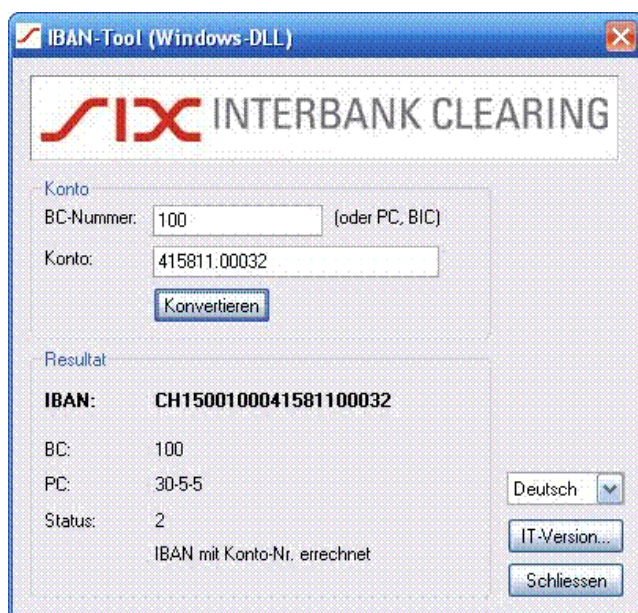 IBAN-Tool (Windows-DLL)
SIX INTERBANK CLEARING
Konto
BC-Nummer: 100 (oder PC, BIC)
Konto: 415811.00032
Konvertieren
Resultat
IBAN: CH1500100041581100032
BC: 100
PC: 30-5-5
Status: 2
IBAN mit Konto-Nr. errechnet
Deutsch
IT-Version...
Schliessen